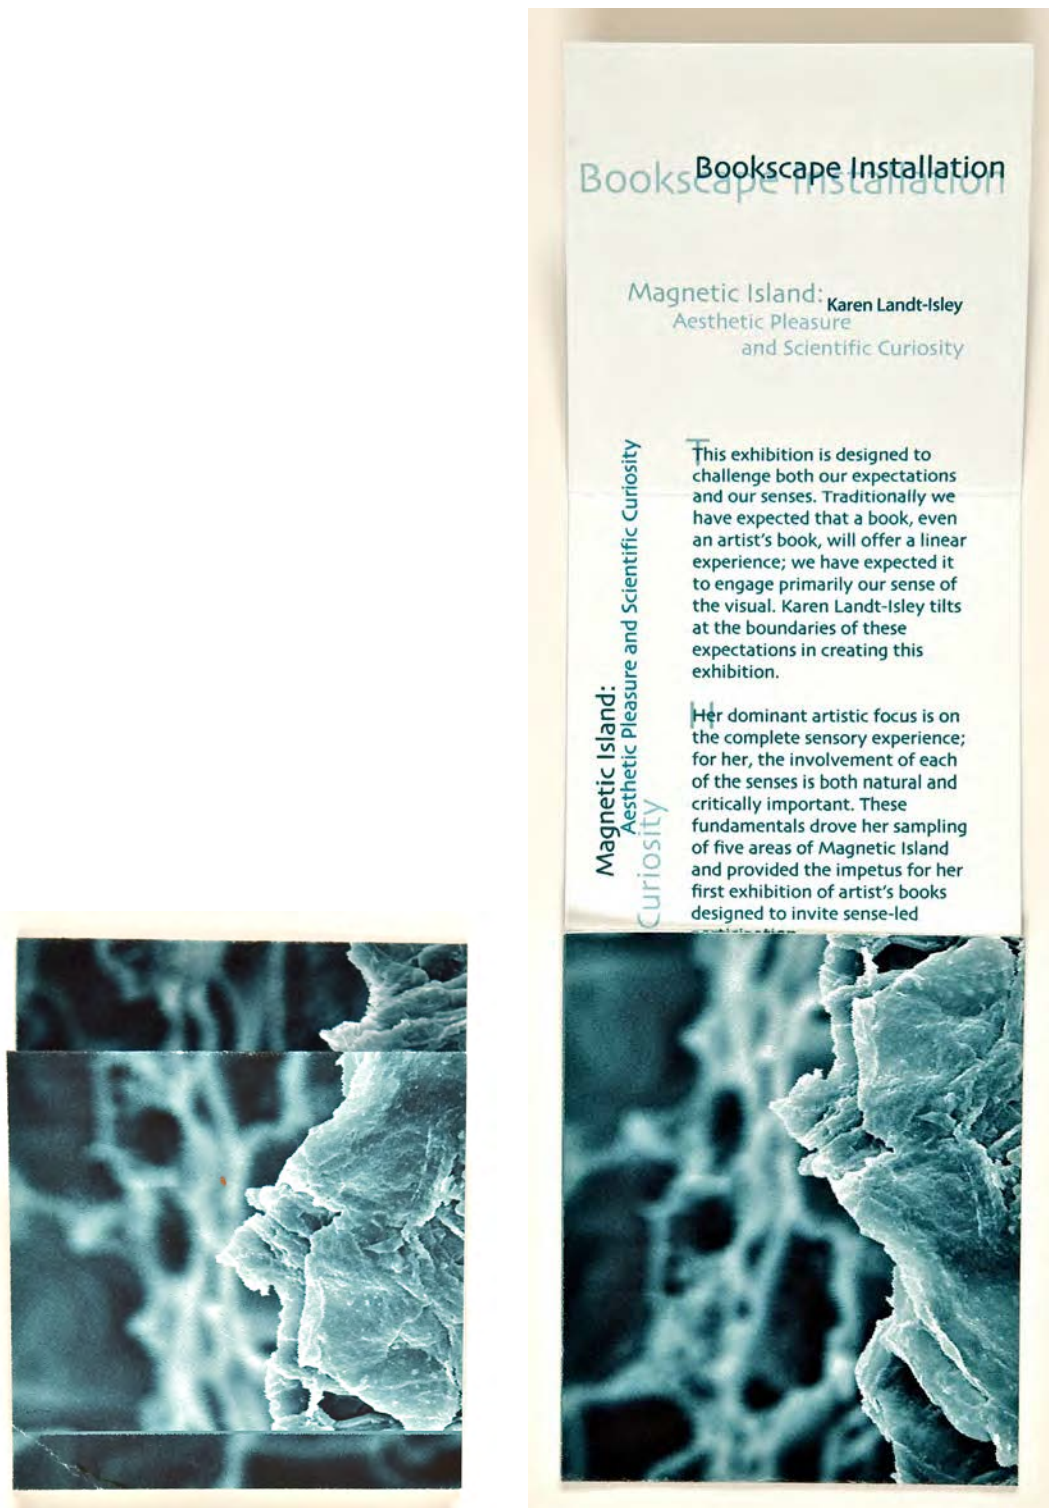 Bookscape Installation
Bookscape Installation
Magnetic Island:
Karen Landt-Isley
Aesthetic Pleasure
and Scientific Curiosity
Magnetic Island:
Aesthetic Pleasure and Scientific Curiosity
Curiosity
This exhibition is designed to
challenge both our expectations
and our senses. Traditionally we
have expected that a book, even
an artist's book, will offer a linear
experience; we have expected it
to engage primarily our sense of
the visual. Karen Landt-Isley tilts
at the boundaries of these
expectations in creating this
exhibition.
Her dominant artistic focus is on
the complete sensory experience;
for her, the involvement of each
of the senses is both natural and
critically important. These
fundamentals drove her sampling
of five areas of Magnetic Island
and provided the impetus for her
first exhibition of artist's books
designed to invite sense-led